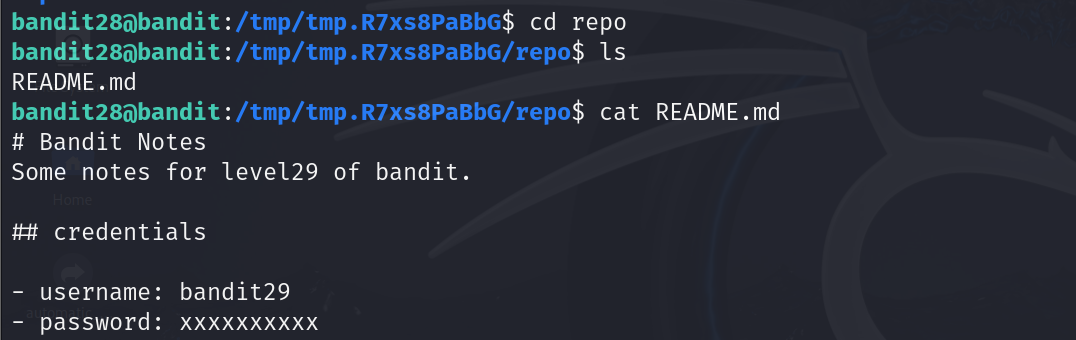 bandit28@bandit:/tmp/tmp.R7xs8PaBbG$ cd repo
bandit28@bandit:/tmp/tmp.R7xs8PaBbG/repo$ ls
README.md
bandit28@bandit:/tmp/tmp.R7xs8PaBbG/repo$ cat README.md
# Bandit Notes
Some notes for level29 of bandit.
Home
## credentials
- username: bandit29
automatic
- password: xxxxxxxxxx